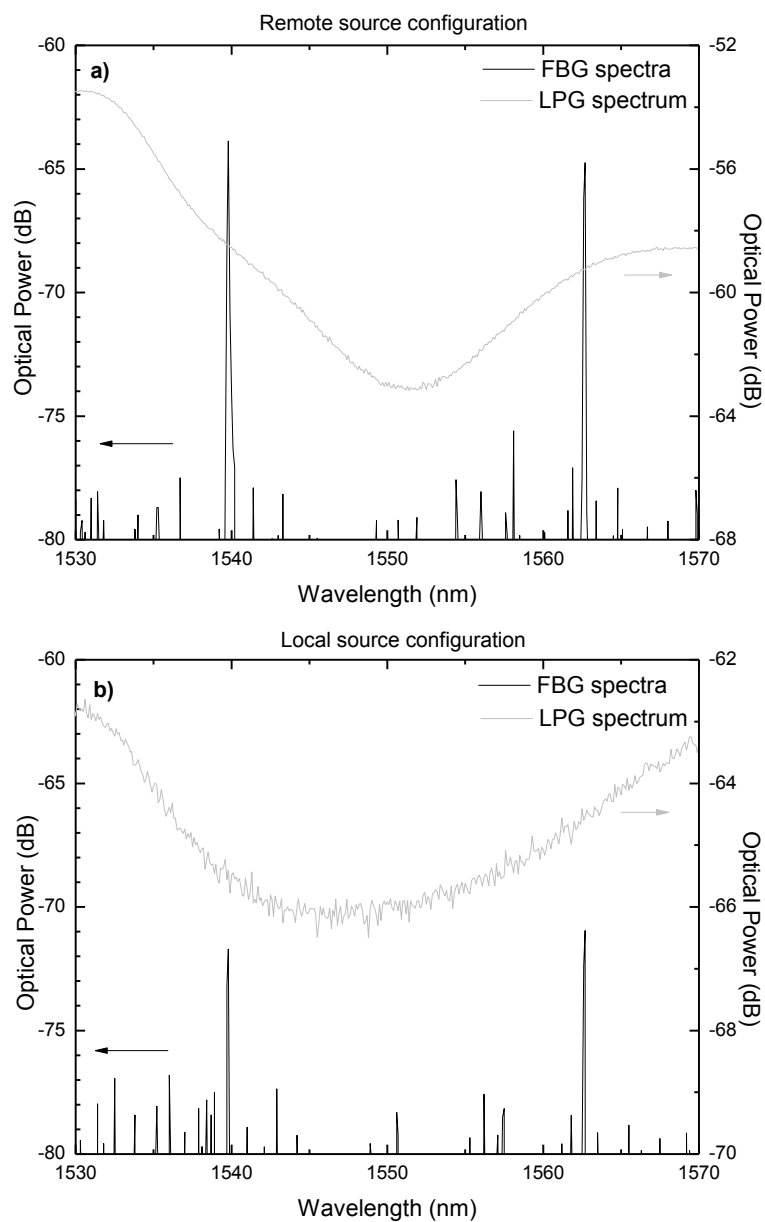 Remote source configuration
a)
FBG spectra
LPG spectrum
-60
-65
-70
-75
-80
Optical Power (dB)
-52
-56
-60
-64
-68
Optical Power (dB)
1530 1540 1550 1560 1570
Wavelength (nm)
Local source configuration
b)
FBG spectra
LPG spectrum
-60
-65
-70
-75
-80
Optical Power (dB)
-62
-64
-66
-68
-70
Optical Power (dB)
1530 1540 1550 1560 1570
Wavelength (nm)